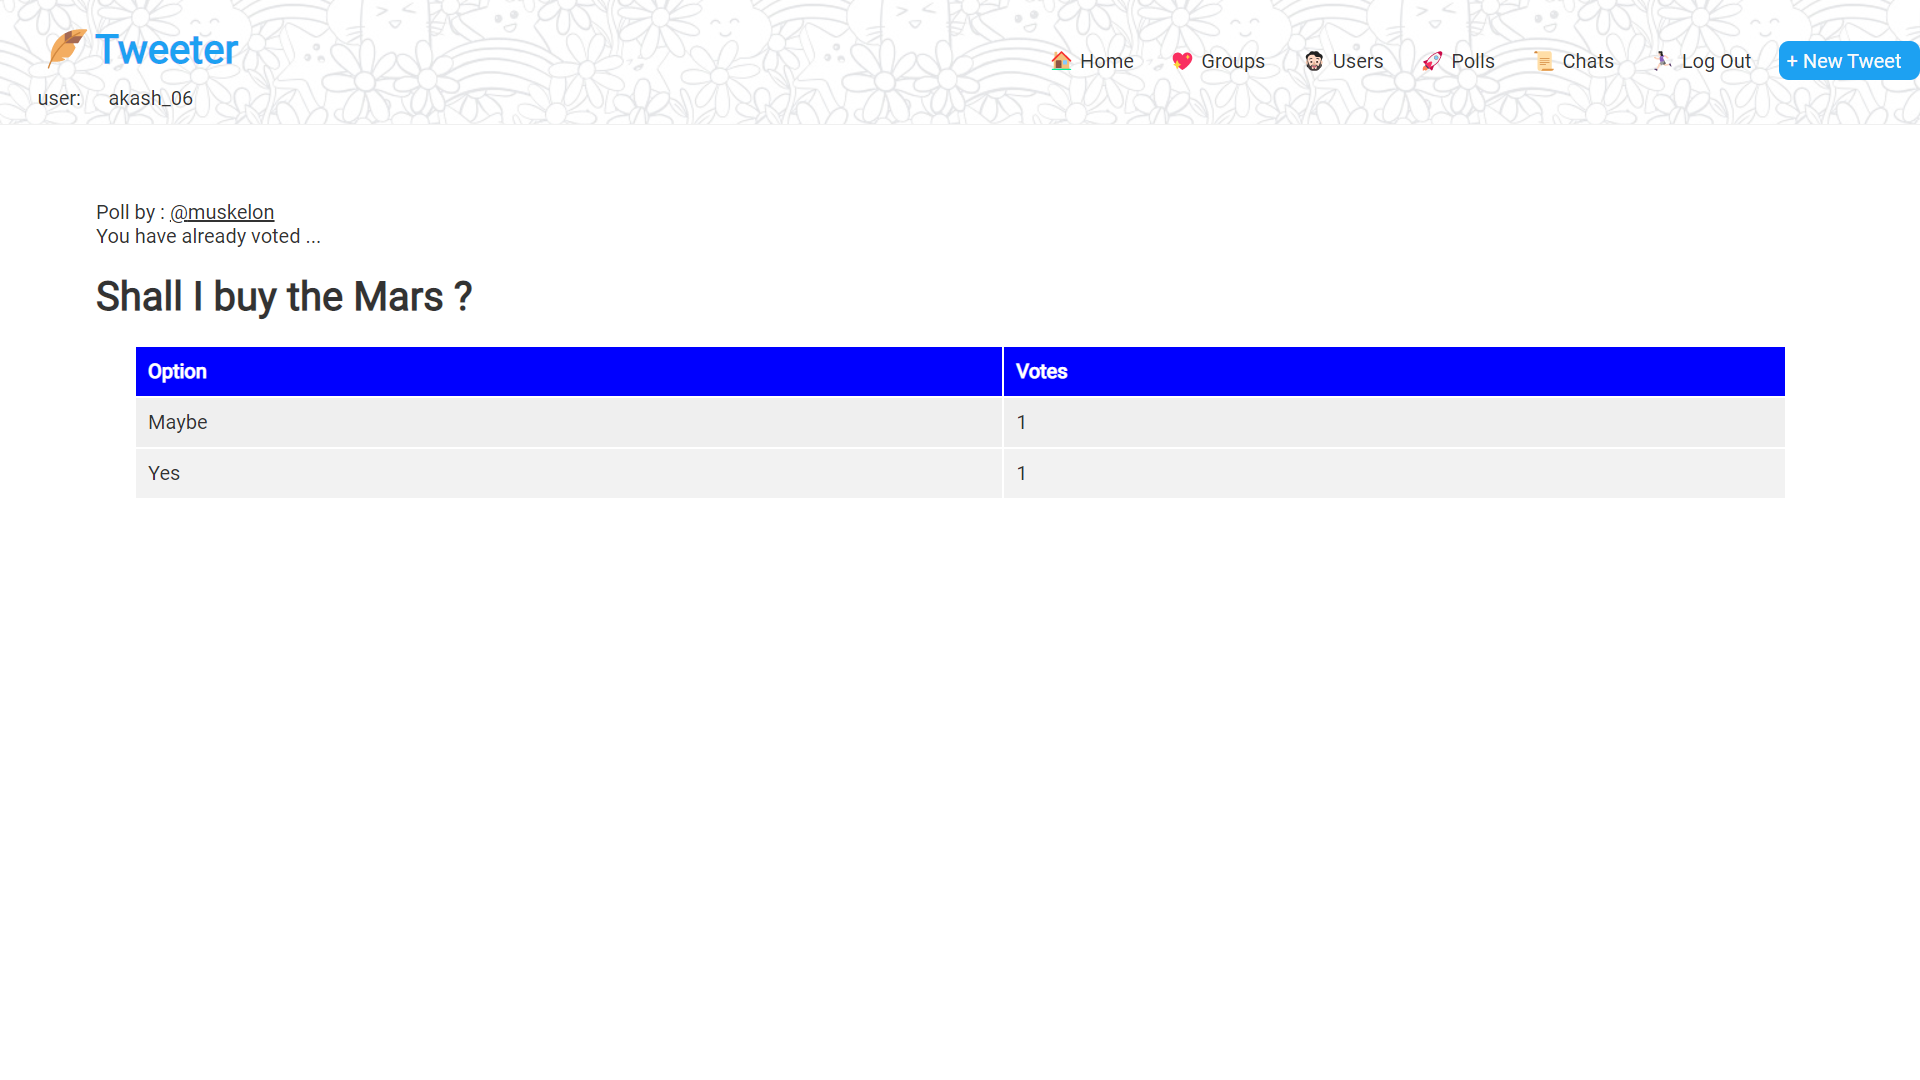 Tweeter
user: akash_06
Home Groups Users Polls Chats Log Out + New Tweet
Poll by : @muskelon
You have already voted ...
Shall I buy the Mars ?
Option Votes
Maybe 1
Yes 1